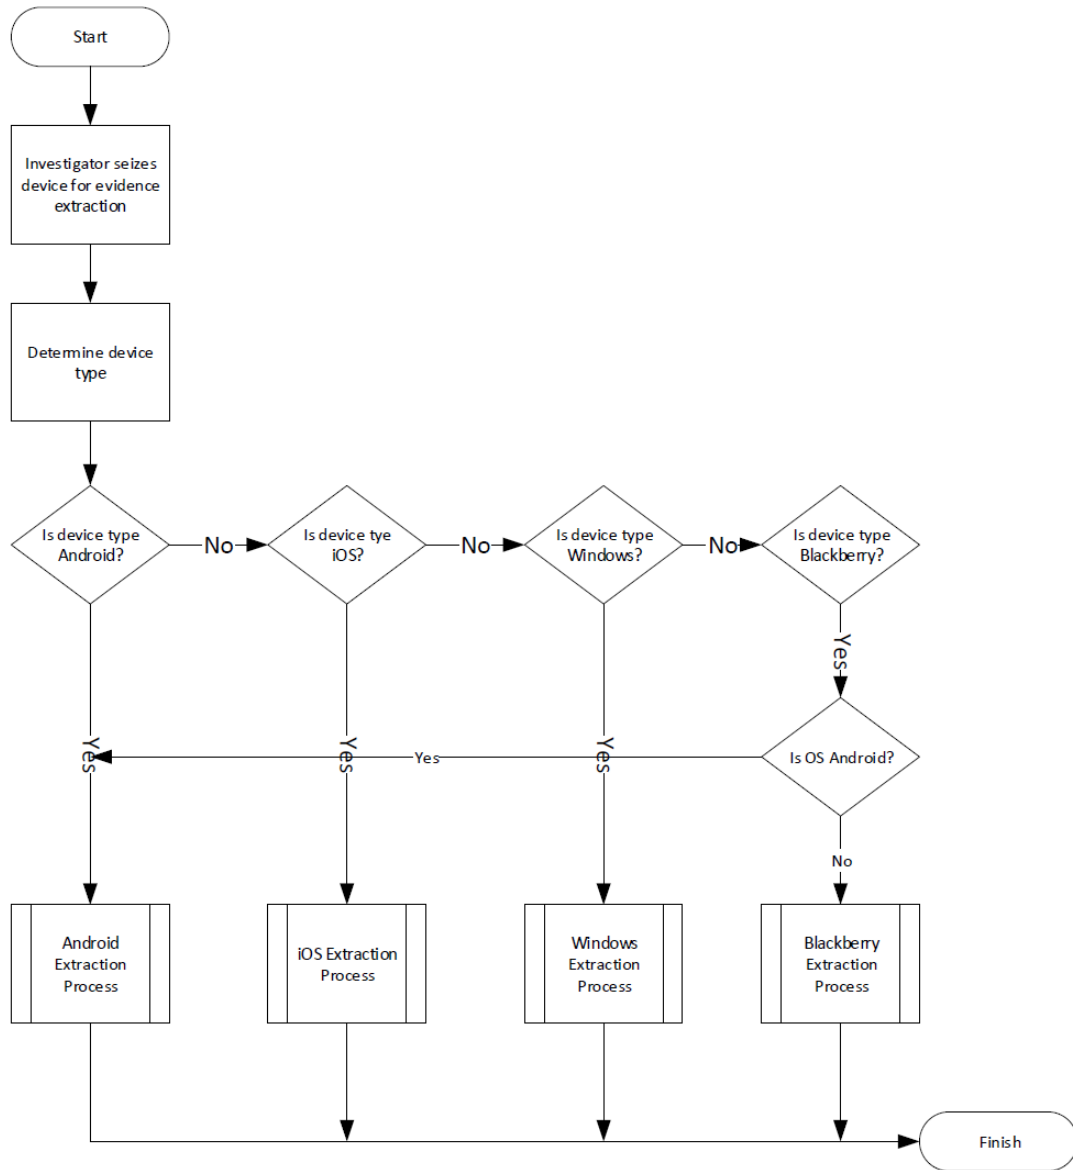 Start
Investigator seizes
device for evidence
extraction
Determine device
type
Is device type
Android?
No
Is device tye
iOS?
No
Is device type
Windows?
No
Is device type
Blackberry?
Yes
Yes
Yes
Yes
Yes
Is OS Android?
No
Android
Extraction
Process
iOS Extraction
Process
Windows
Extraction
Process
Blackberry
Extraction
Process
Finish